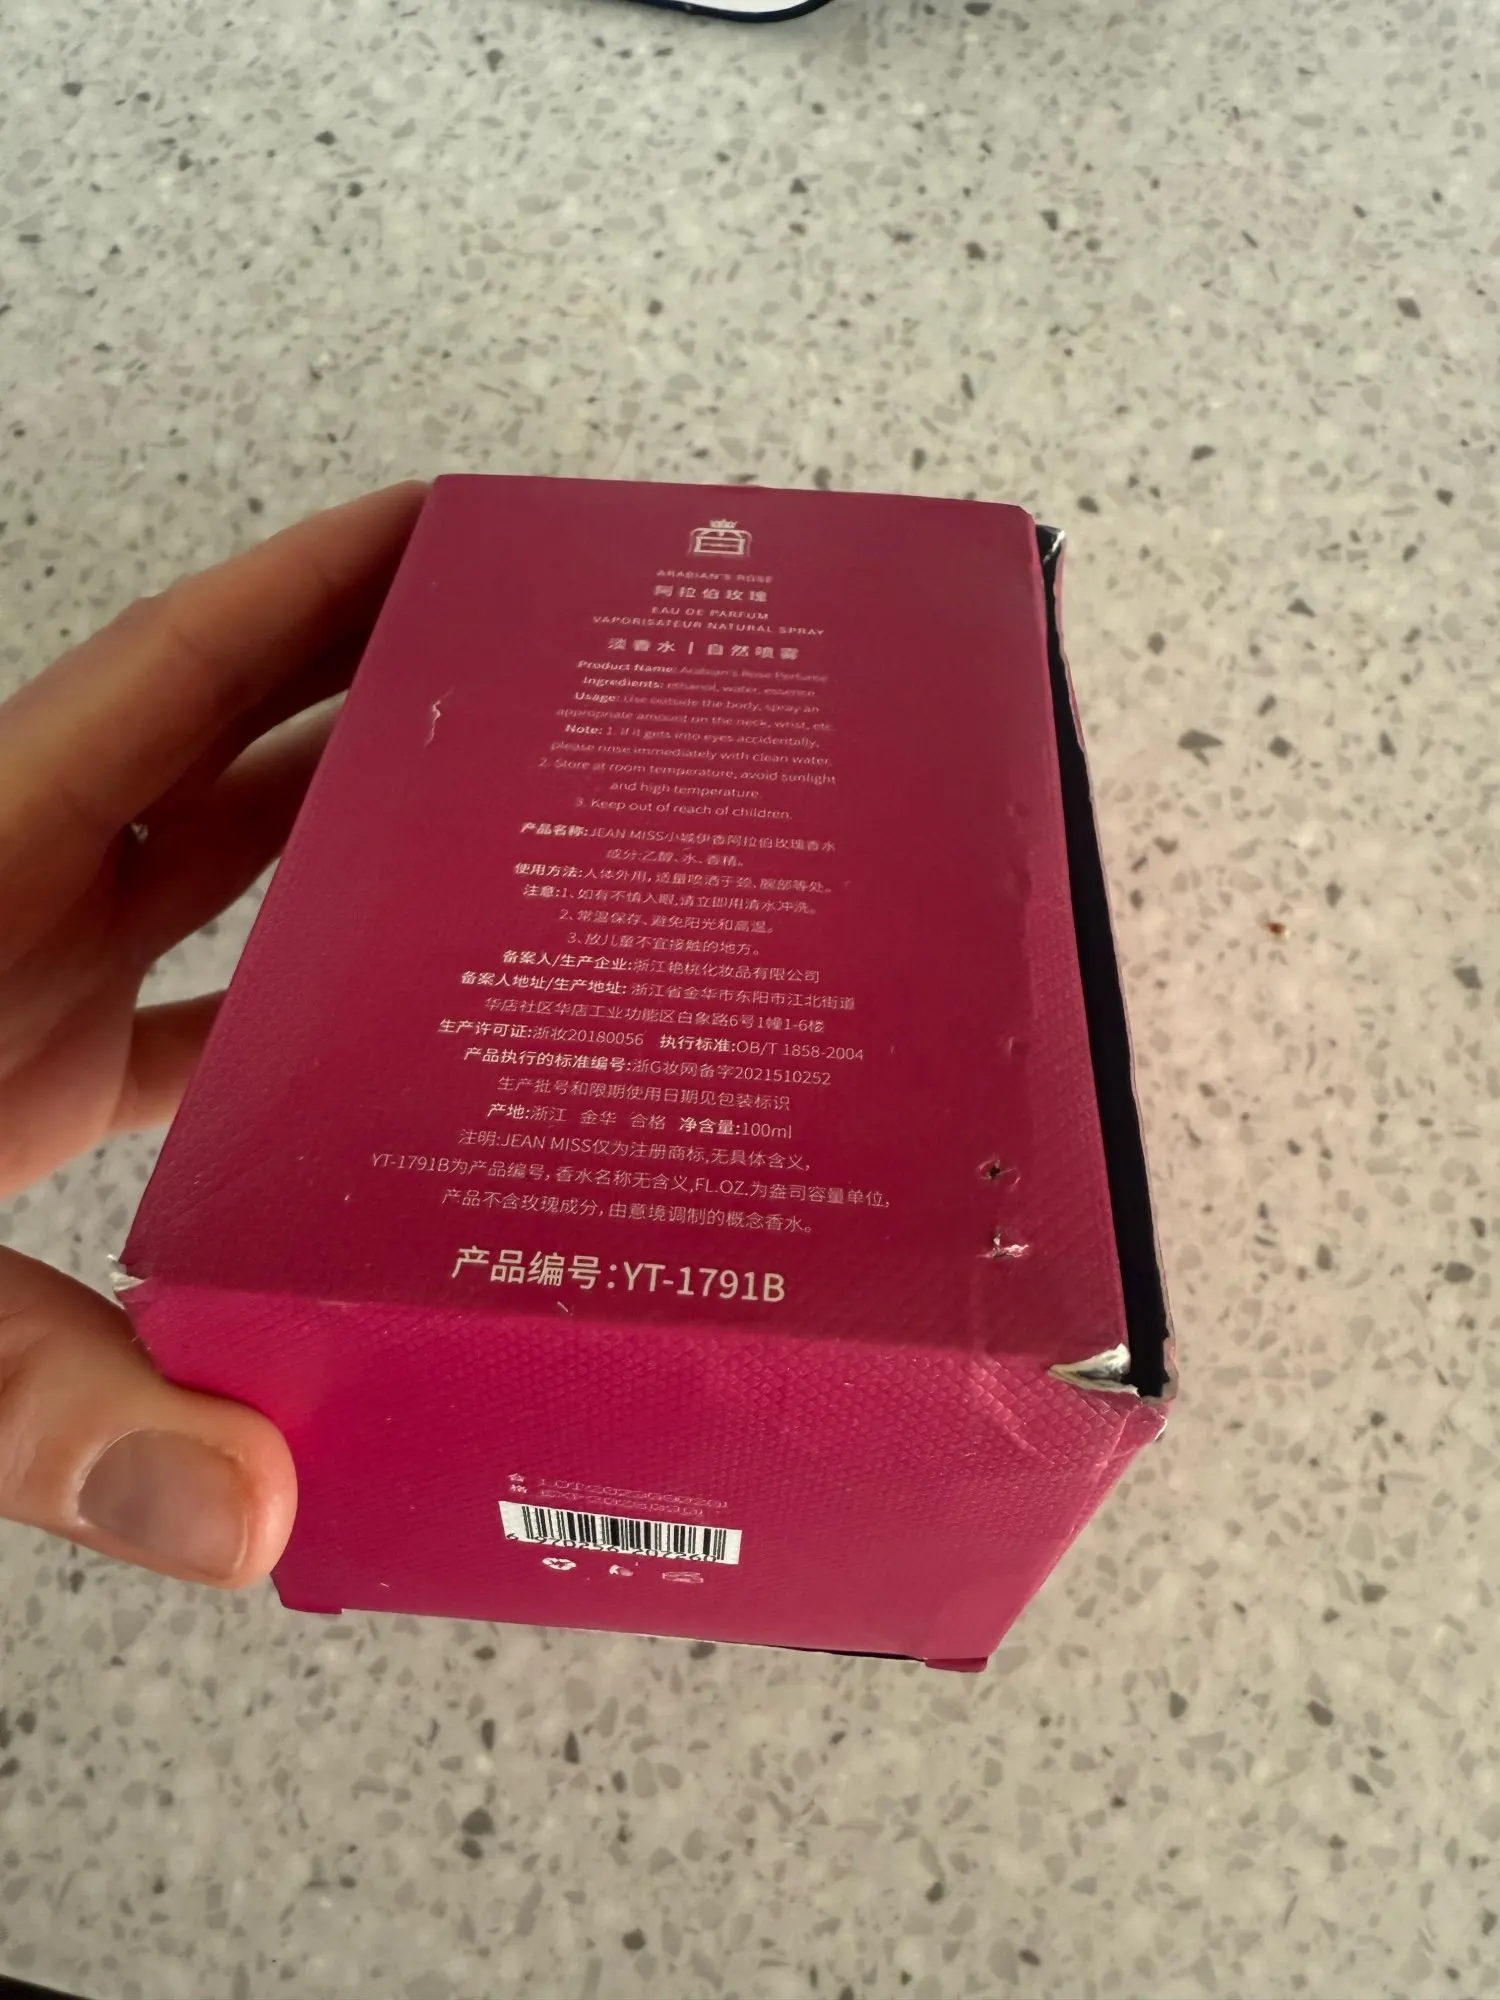 ARABIAN'S ROSE
阿拉伯玫瑰
EAU DE PARFUM
VAPORISATEUR NATURAL SPRAY
淡香水 | 自然喷雾
Product Name: Arabian's Rose Perfume
Ingredients: ethanol, water, essence
Usage: Use outside the body, spray an
appropriate amount on the neck, wrist, etc.
Note: 1. If it gets into eyes accidentally,
please rinse immediately with clean water.
2. Store at room temperature, avoid sunlight
and high temperature.
3. Keep out of reach of children.
产品名称:JEAN MISS小城伊香阿拉伯玫瑰香水
成分:乙醇、水、香精。
使用方法:人体外用,适量喷洒于颈、腕部等处。
注意:1、如有不慎入眼,请立即用清水冲洗。
2、常温保存、避免阳光和高温。
3、放儿童不宜接触的地方。
备案人/生产企业:浙江艳桃化妆品有限公司
备案人地址/生产地址: 浙江省金华市东阳市江北街道
华店社区华店工业功能区白象路6号1幢1-6楼
生产许可证:浙妆20180056 执行标准:OB/T 1858-2004
产品执行的标准编号:浙G妆网备字2021510252
生产批号和限期使用日期见包装标识
产地:浙江 金华 合格 净含量:100ml
注明:JEAN MISS仅为注册商标,无具体含义,
YT-1791B为产品编号, 香水名称无含义,FL.OZ.为盎司容量单位,
产品不含玫瑰成分, 由意境调制的概念香水。
产品编号:YT-1791B
合格
6 970256 207260